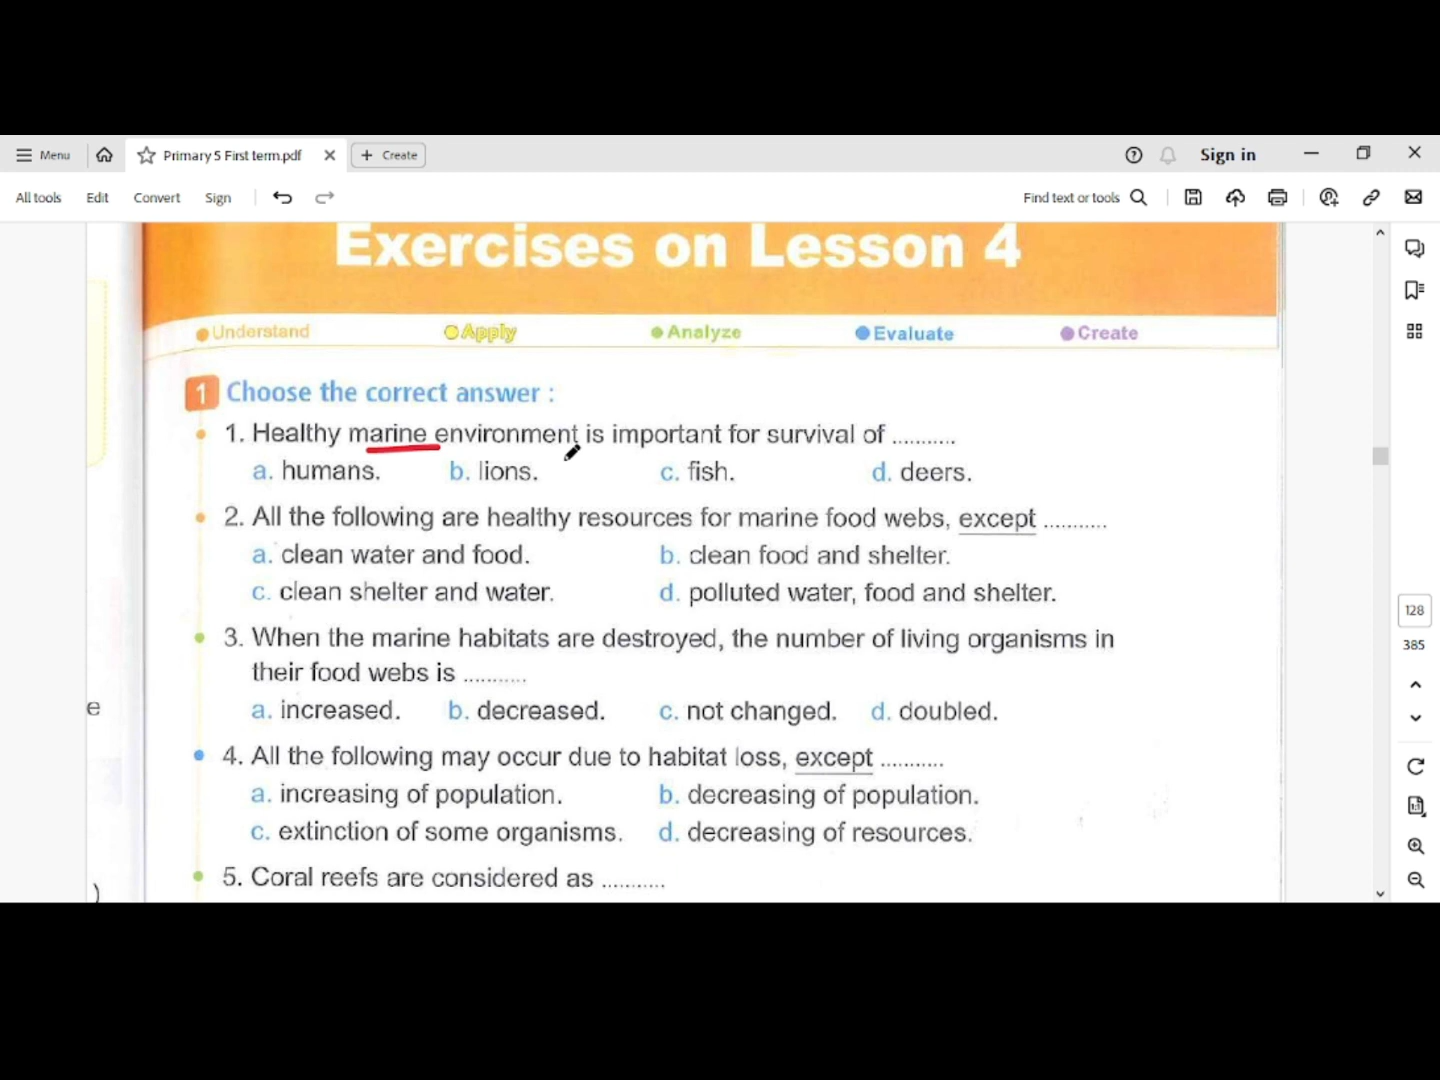 Menu
Primary 5 First term.pdf
Create
Sign in
All tools Edit Convert Sign
Find text or tools
Exercises on Lesson 4
Understand Apply Analyze Evaluate Create
1 Choose the correct answer :
1. Healthy marine environment is important for survival of ...........
a. humans. b. lions. c. fish. d. deers.
2. All the following are healthy resources for marine food webs, except ...........
a. clean water and food. b. clean food and shelter.
c. clean shelter and water. d. polluted water, food and shelter.
3. When the marine habitats are destroyed, the number of living organisms in
their food webs is ...........
a. increased. b. decreased. c. not changed. d. doubled.
4. All the following may occur due to habitat loss, except ...........
a. increasing of population. b. decreasing of population.
c. extinction of some organisms. d. decreasing of resources.
5. Coral reefs are considered as ...........
e
)
128
385